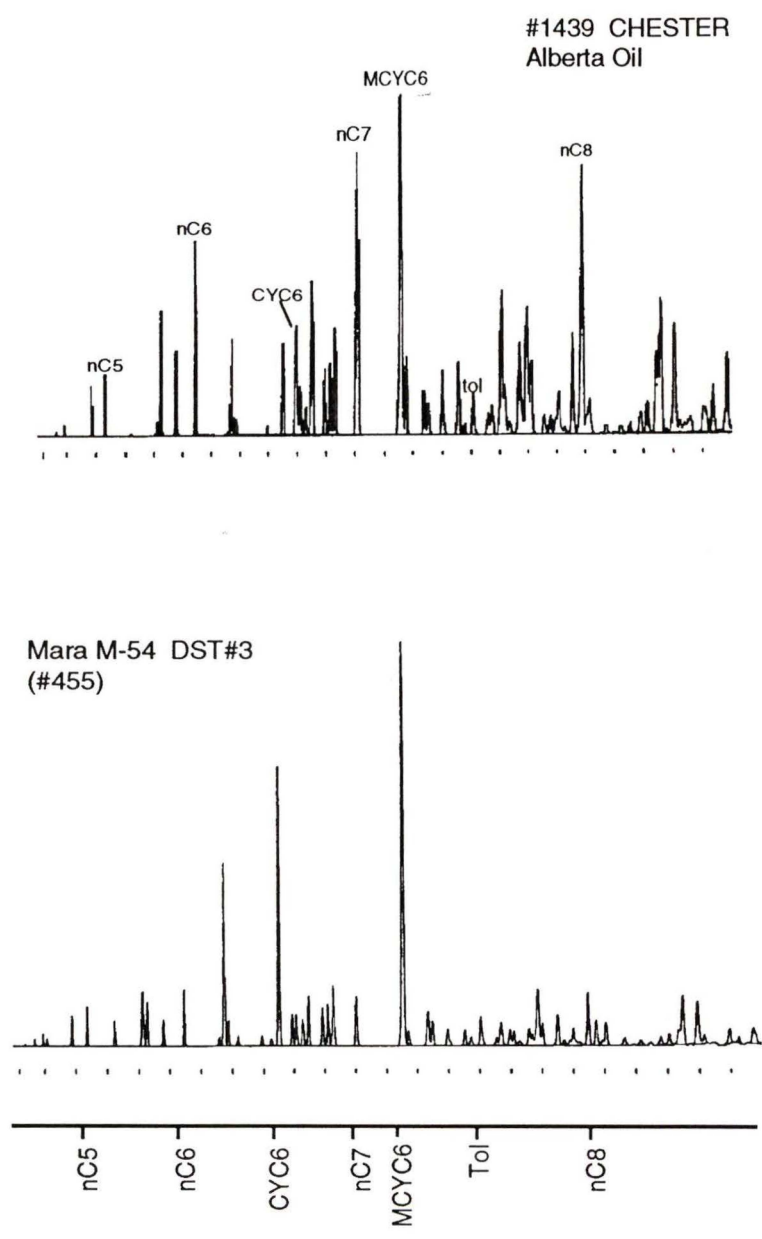 #1439 CHESTER
Alberta Oil
MCYC6
nC7
nC8
nC6
CYC6
nC5
tol
Mara M-54 DST#3
(#455)
nC5
nC6
CYC6
nC7
MCYC6
Tol
nC8